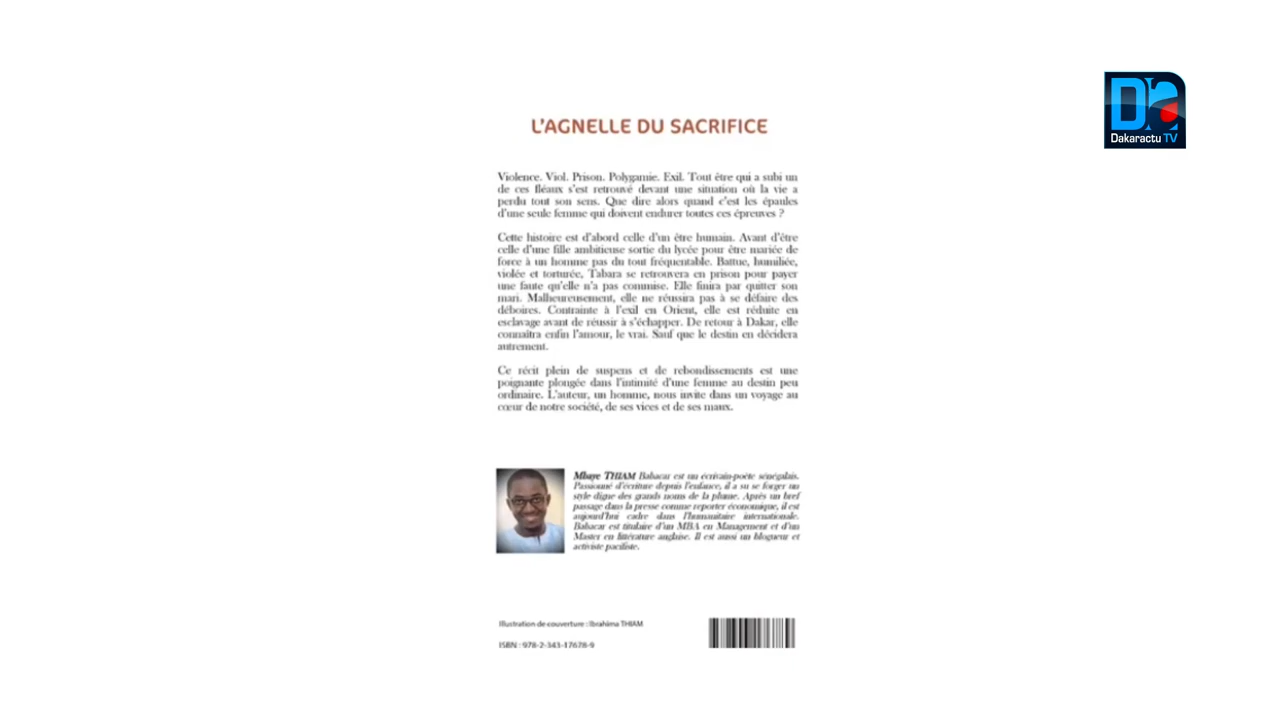 L'AGNELLE DU SACRIFICE
Violence. Viol. Prison. Polygamie. Exil. Tout être qui a subi un
de ces fléaux s'est retrouvé devant une situation où la vie a
perdu tout son sens. Que dire alors quand c'est les épaules
d'une seule femme qui doivent endurer toutes ces épreuves ?
Cette histoire est d'abord celle d'un être humain. Avant d'être
celle d'une fille ambitieuse sortie du lycée pour être mariée de
force à un homme pas du tout fréquentable. Battue, humiliée,
violée et torturée, Tabara se retrouvera en prison pour payer
une faute qu'elle n'a pas commise. Elle finira par quitter son
mari. Malheureusement, elle ne réussira pas à se défaire des
déboires. Contrainte à l'exil en Orient, elle est réduite en
esclavage avant de réussir à s'échapper. De retour à Dakar, elle
connaîtra enfin l'amour, le vrai. Sauf que le destin en décidera
autrement.
Ce récit plein de suspens et de rebondissements est une
poignante plongée dans l'intimité d'une femme au destin peu
ordinaire. L'auteur, un homme, nous invite dans un voyage au
cœur de notre société, de ses vices et de ses maux.
Mbaye THIAM Babacar est un écrivain-poète sénégalais.
Passionné d'écriture depuis l'enfance, il a su se forger un
style digne des grands noms de la plume. Après un bref
passage dans la presse comme reporter économique, il est
aujourd'hui cadre dans l'humanitaire internationale.
Babacar est titulaire d'un MBA en Management et d'un
Master en littérature anglaise. Il est aussi un blogueur et
activiste pacifiste.
Illustration de couverture : Ibrahima THIAM
ISBN : 978-2-343-17678-9
Da
Dakaractu TV